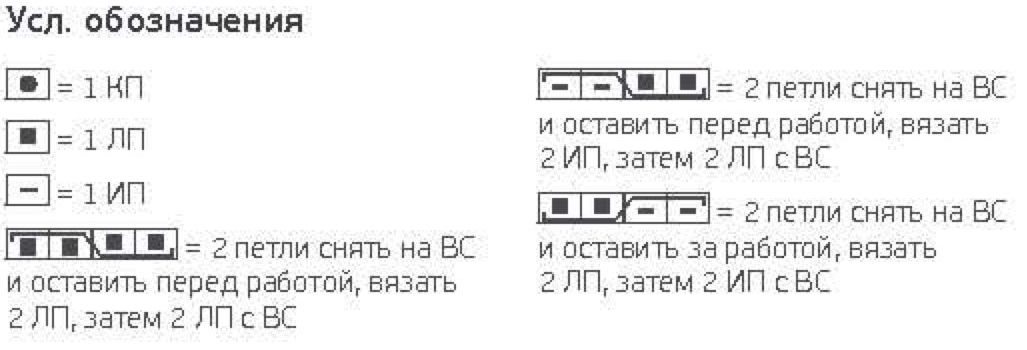 Усл. обозначения
= 1 КП
= 1 ЛП
= 1 ИП
= 2 петли снять на ВС
и оставить перед работой, вязать
2 ЛП, затем 2 ЛП с ВС
= 2 петли снять на ВС
и оставить перед работой, вязать
2 ИП, затем 2 ЛП с ВС
= 2 петли снять на ВС
и оставить за работой, вязать
2 ЛП, затем 2 ИП с ВС